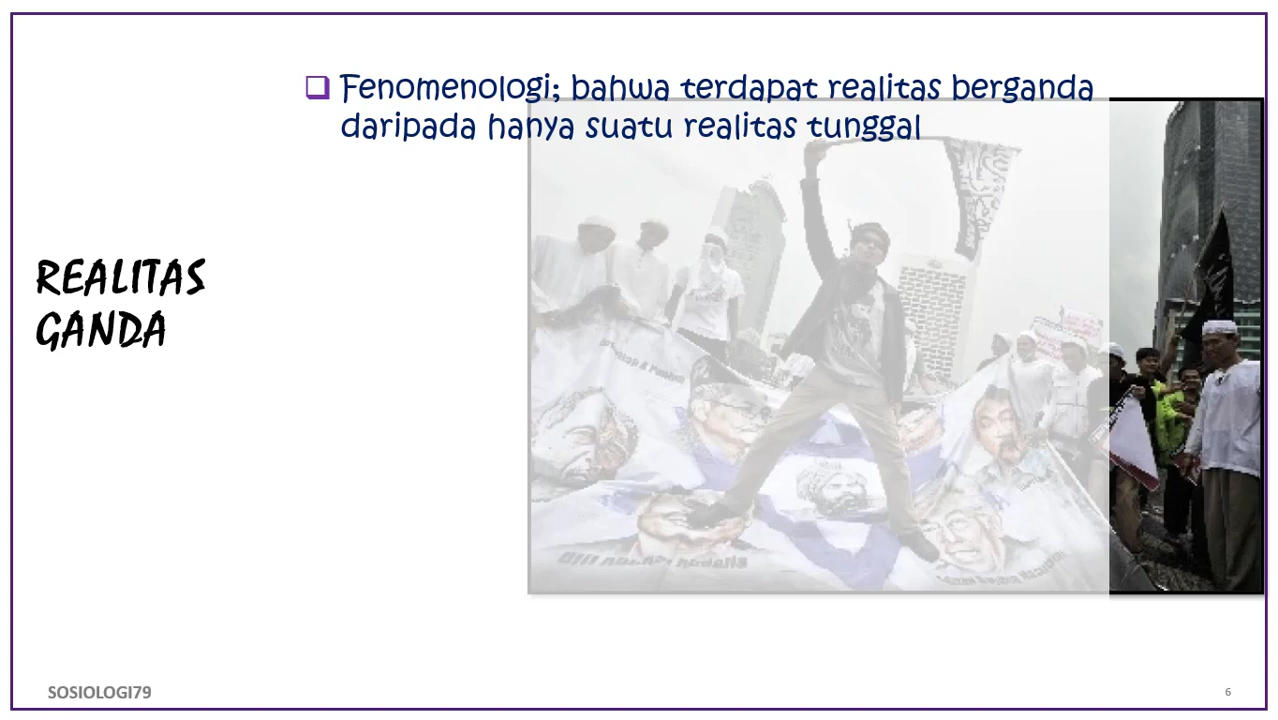 Fenomenologi; bahwa terdapat realitas berganda
daripada hanya suatu realitas tunggal
REALITAS
GANDA
SOSIOLOGI79
6